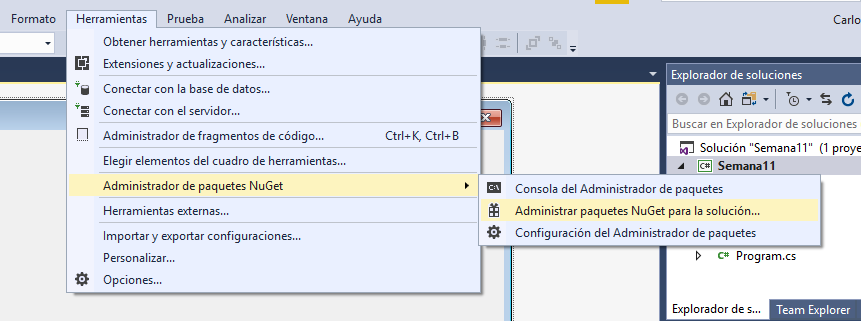 Formato Herramientas Prueba Analizar Ventana Ayuda Carlo
Obtener herramientas y características...
Extensiones y actualizaciones...
Conectar con la base de datos...
Conectar con el servidor...
Administrador de fragmentos de código... Ctrl+K, Ctrl+B
Elegir elementos del cuadro de herramientas...
Administrador de paquetes NuGet
Herramientas externas...
Importar y exportar configuraciones...
Personalizar...
Opciones...
Consola del Administrador de paquetes
Administrar paquetes NuGet para la solución...
Configuración del Administrador de paquetes
Explorador de soluciones
Buscar en Explorador de soluciones
Solución "Semana11" (1 proye
C# Semana11
C# Program.cs
Explorador de s... Team Explorer